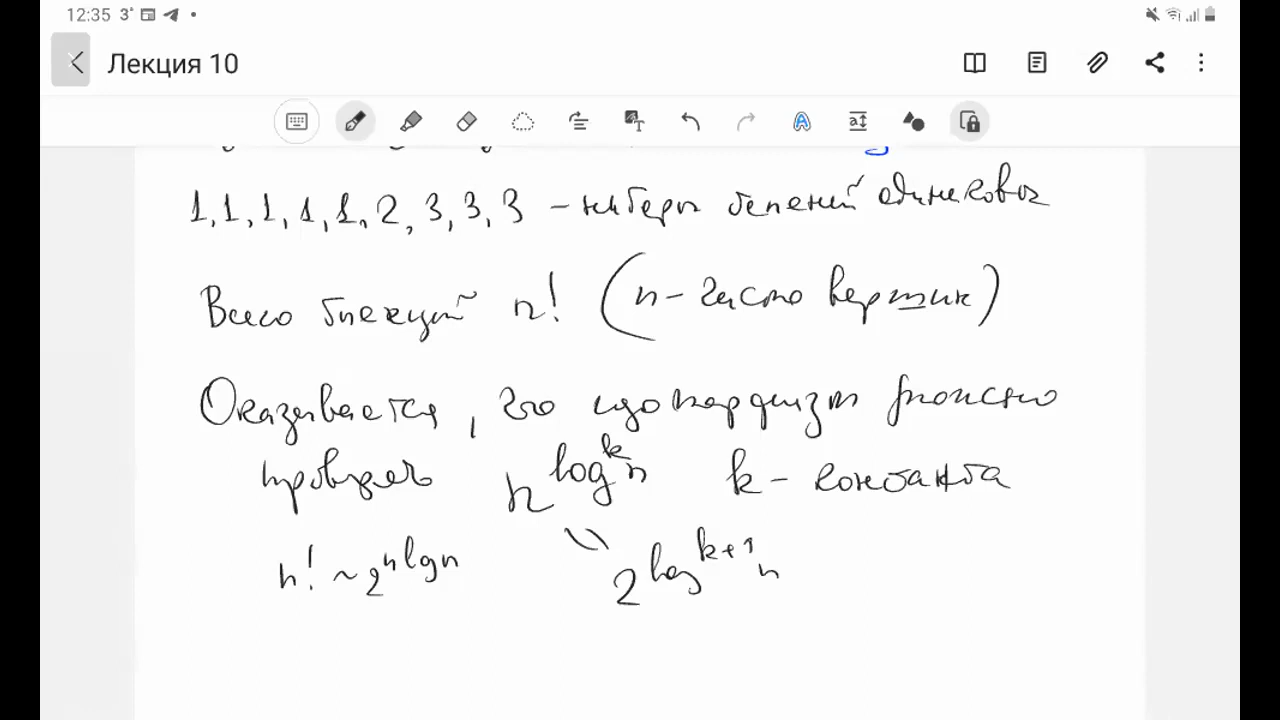 12:35 3°
Лекция 10
1, 1, 1, 1, 1, 2, 3, 3, 3 – наборы степеней одинаковы
Всего биекций n! (n – число вершин)
Оказывается, что изоморфизм можно
проверять n^{log^k n} k – константа
n! ~ 2^{n log n} = 2^{log^{k+1} n}